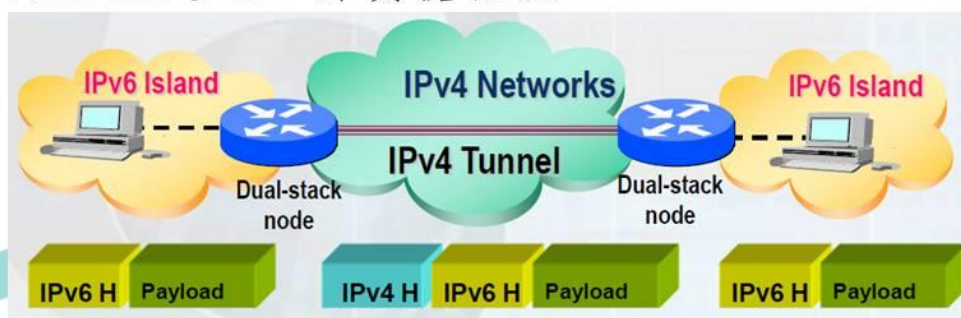 IPv6 Island
IPv4 Networks
IPv6 Island
IPv4 Tunnel
Dual-stack
node
Dual-stack
node
IPv6 H Payload
IPv4 H IPv6 H Payload
IPv6 H Payload